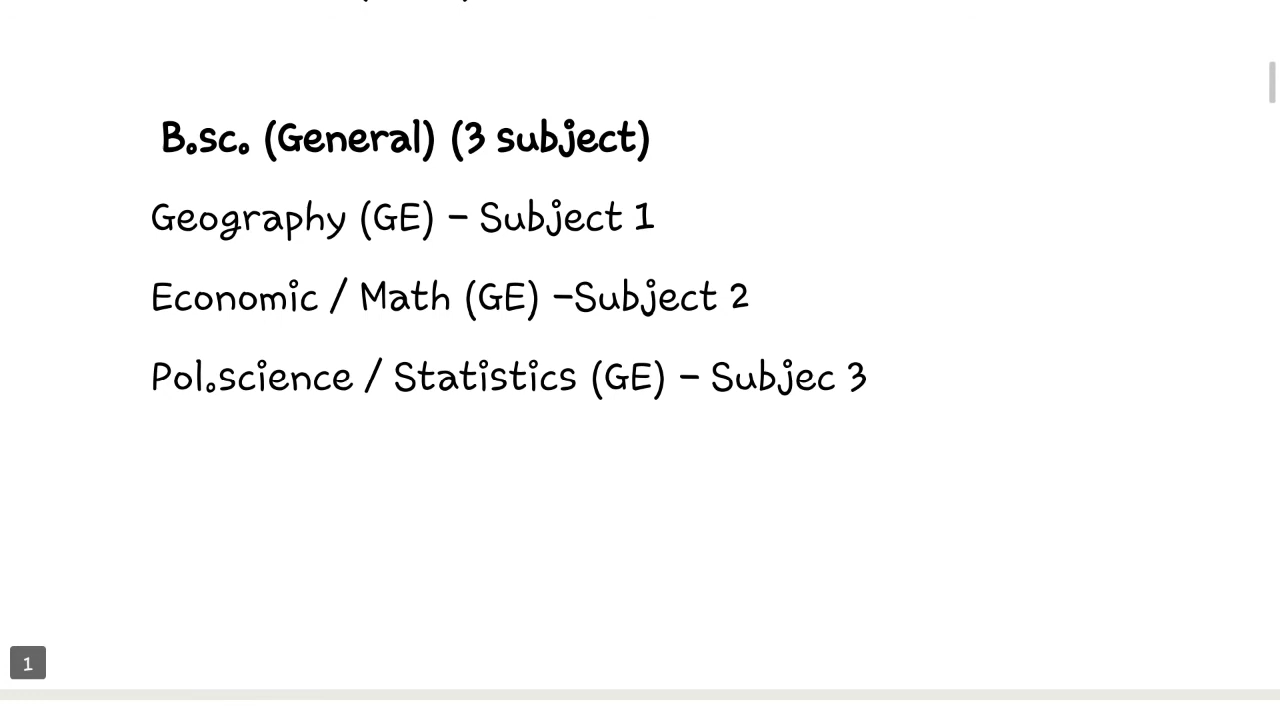 B.sc. (General) (3 subject)
Geography (GE) - Subject 1
Economic / Math (GE) -Subject 2
Pol.science / Statistics (GE) - Subjec 3
1